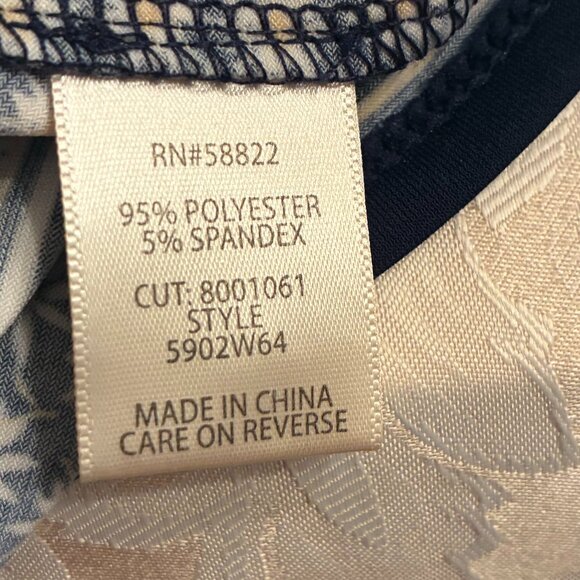 RN#58822
95% POLYESTER
5% SPANDEX
CUT: 8001061
STYLE
5902W64
MADE IN CHINA
CARE ON REVERSE